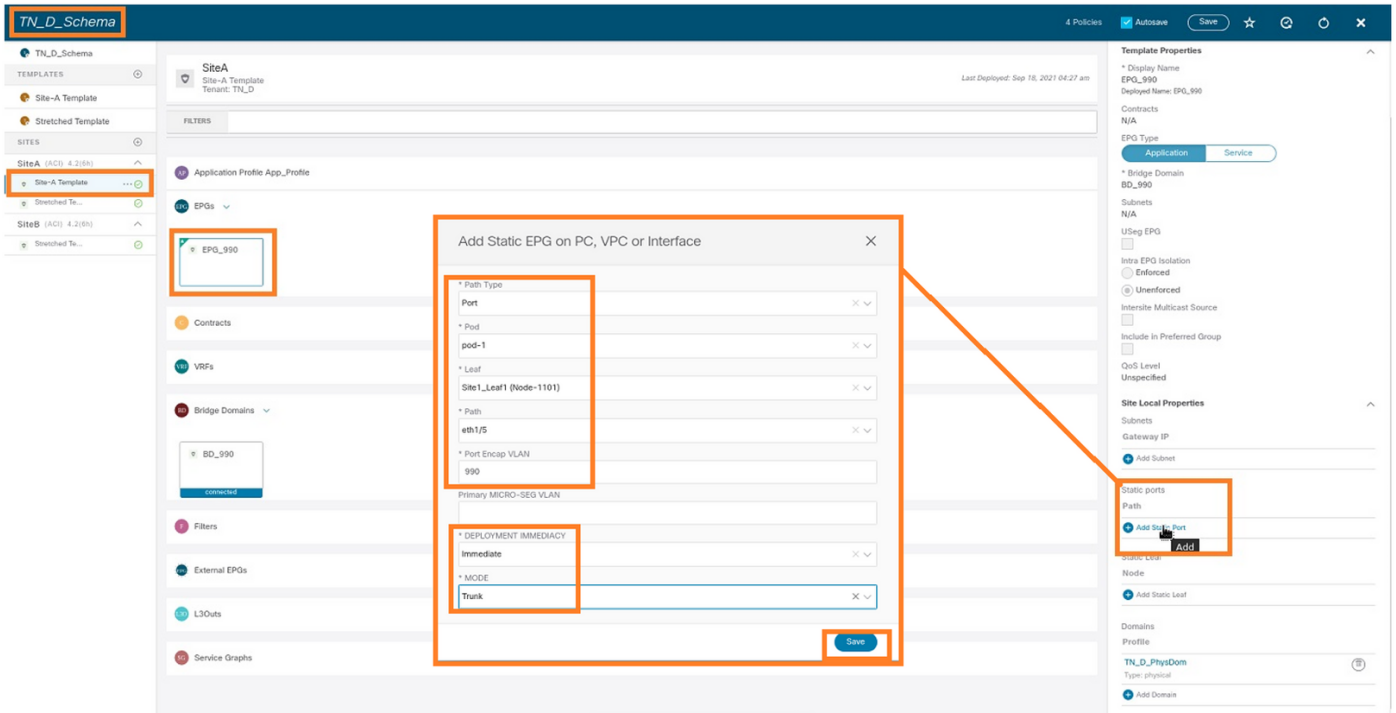 TN_D_Schema
4 Policies
Autosave
Save
TN_D_Schema
TEMPLATES
Site-A Template
Stretched Template
SITES
SiteA (ACI) 4.2(6h)
Site-A Template
Stretched Te...
SiteB (ACI) 4.2(6h)
Stretched Te...
SiteA
Site-A Template
Tenant: TN_D
Last Deployed: Sep 18, 2021 04:27 am
FILTERS
AP Application Profile App_Profile
EPG EPGs
EPG_990
C Contracts
VRF VRFs
BD Bridge Domains
BD_990
connected
F Filters
External EPGs
L3O L3Outs
SG Service Graphs
Add Static EPG on PC, VPC or Interface
* Path Type
Port
* Pod
pod-1
* Leaf
Site1_Leaf1 (Node-1101)
* Path
eth1/5
* Port Encap VLAN
990
Primary MICRO-SEG VLAN
* DEPLOYMENT IMMEDIACY
Immediate
* MODE
Trunk
Save
Template Properties
* Display Name
EPG_990
Deployed Name: EPG_990
Contracts
N/A
EPG Type
Application Service
* Bridge Domain
BD_990
Subnets
N/A
USeg EPG
Intra EPG Isolation
Enforced
Unenforced
Intersite Multicast Source
Include in Preferred Group
QoS Level
Unspecified
Site Local Properties
Subnets
Gateway IP
Add Subnet
Static ports
Path
Add Static Port
Add
Static Leaf
Node
Add Static Leaf
Domains
Profile
TN_D_PhysDom
Type: physical
Add Domain